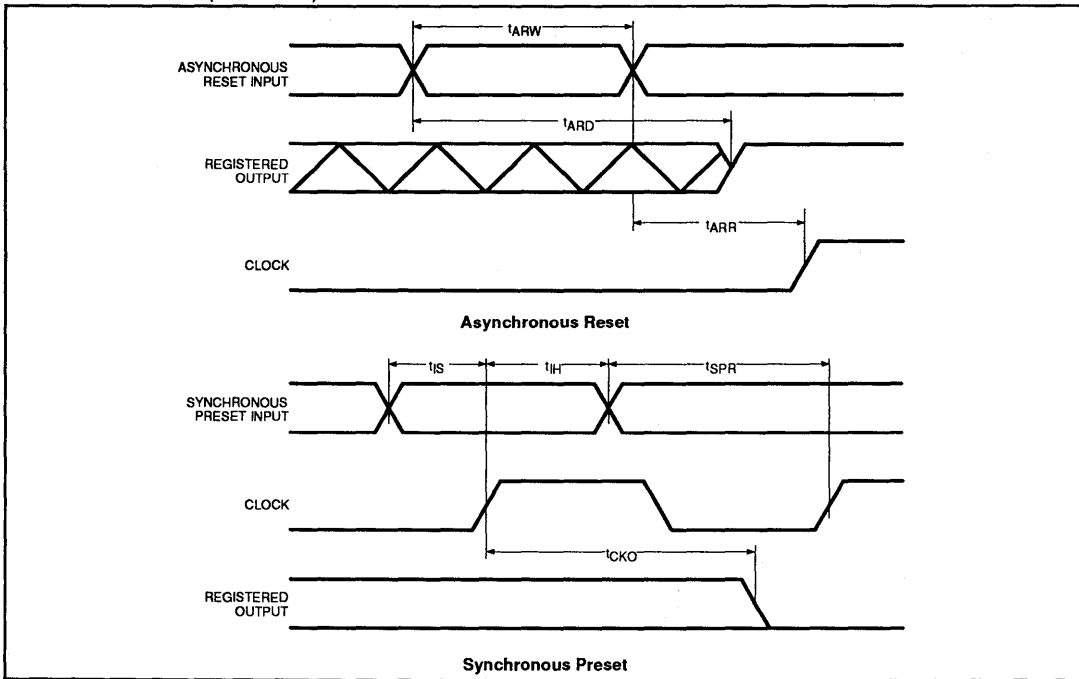 tARW
ASYNCHRONOUS
RESET INPUT
tARD
REGISTERED
OUTPUT
tARR
CLOCK
Asynchronous Reset
tIS
tIH
tSPR
SYNCHRONOUS
PRESET INPUT
CLOCK
tCKO
REGISTERED
OUTPUT
Synchronous Preset